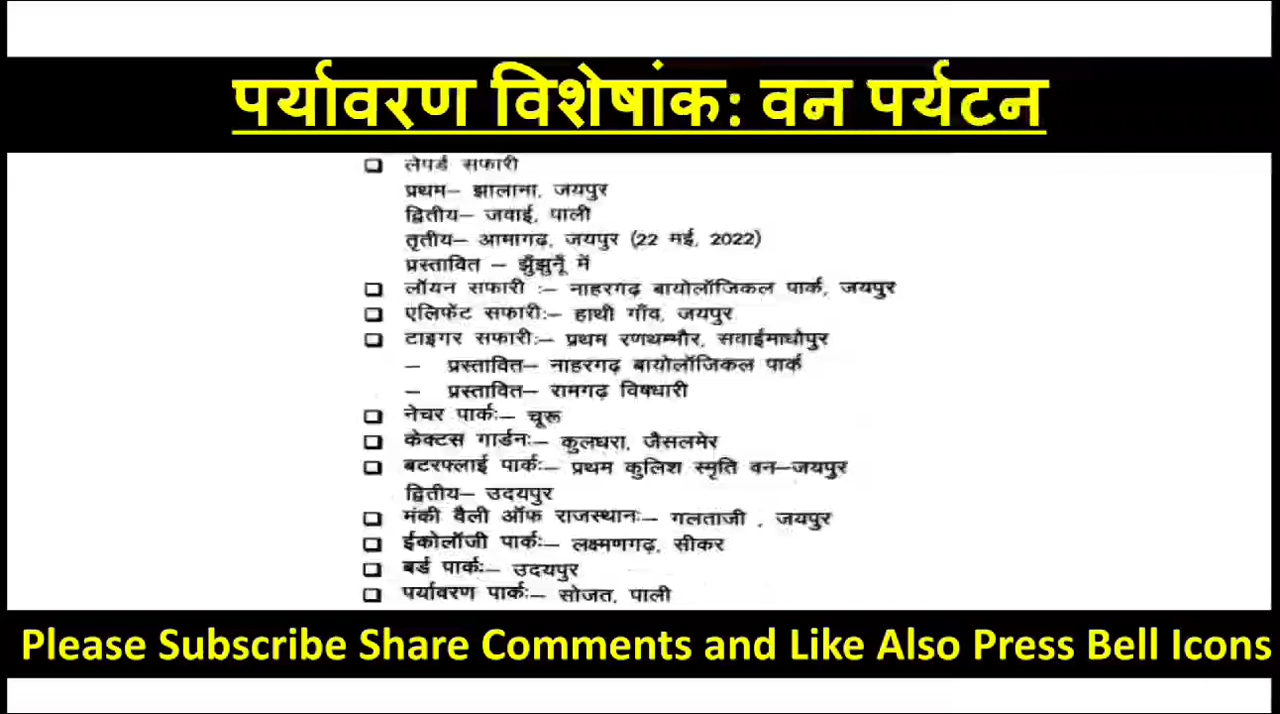 पर्यावरण विशेषांक: वन पर्यटन
❑ लेपर्ड सफारी
प्रथम– झालाना, जयपुर
द्वितीय– जवाई, पाली
तृतीय– आमागढ, जयपुर (22 मई, 2022)
प्रस्तावित – झुँझुनूँ में
❑ लॉयन सफारी :– नाहरगढ़ बायोलॉजिकल पार्क, जयपुर
❑ एलिफेंट सफारी:– हाथी गाँव, जयपुर
❑ टाइगर सफारी:– प्रथम रणथम्भौर, सवाईमाधोपुर
– प्रस्तावित– नाहरगढ़ बायोलॉजिकल पार्क
– प्रस्तावित– रामगढ़ विषधारी
❑ नेचर पार्क:– चूरू
❑ केक्टस गार्डन:– कुलधरा, जैसलमेर
❑ बटरफ्लाई पार्क:– प्रथम कुलिश स्मृति वन–जयपुर
द्वितीय– उदयपुर
❑ मंकी वैली ऑफ राजस्थान:– गलताजी , जयपुर
❑ ईकोलॉजी पार्क:– लक्ष्मणगढ़, सीकर
❑ बर्ड पार्क:– उदयपुर
❑ पर्यावरण पार्क:– सोजत, पाली
Please Subscribe Share Comments and Like Also Press Bell Icons